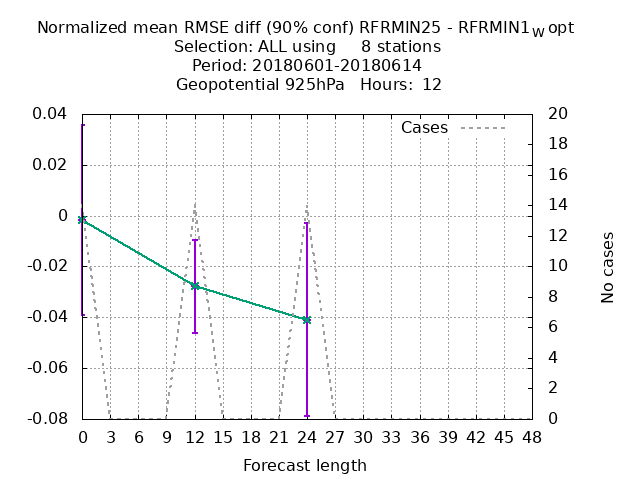 Normalized mean RMSE diff (90% conf) RFRMIN25 - RFRMIN1wopt
Selection: ALL using 8 stations
Period: 20180601-20180614
Geopotential 925hPa Hours: 12
Cases
0.04
0.02
0
-0.02
-0.04
-0.06
-0.08
20
18
16
14
12
10
8
6
4
2
0
No cases
0 3 6 9 12 15 18 21 24 27 30 33 36 39 42 45 48
Forecast length